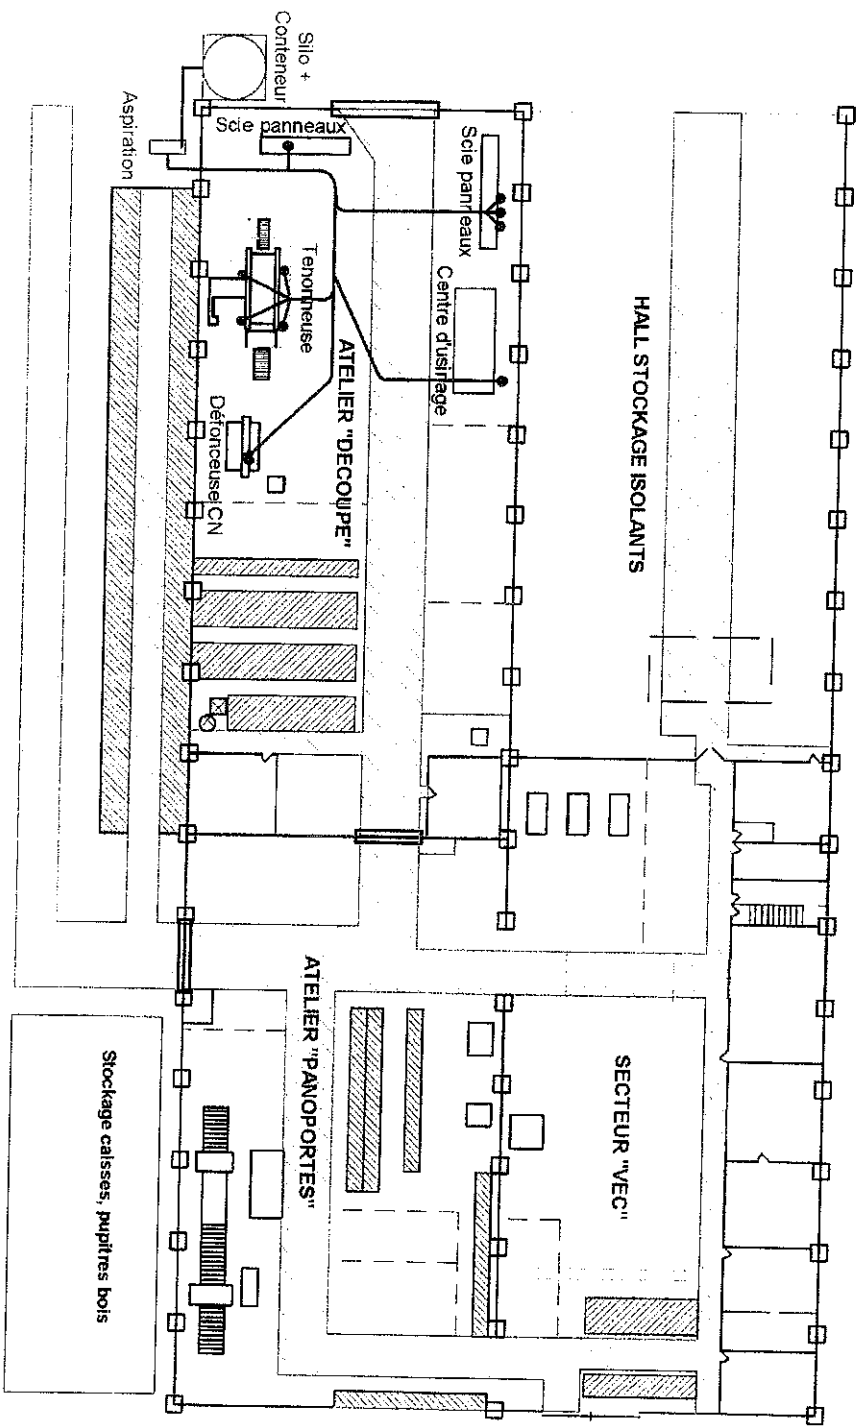 Silo +
Conteneur
Aspiration
Scie panneaux
Scie panneaux
Tenonneuse
Centre d'usinage
Défonceuse CN
ATELIER "DECOUPE"
HALL STOCKAGE ISOLANTS
ATELIER "PANOPORTES"
SECTEUR "VEC"
Stockage caisses, pupitres bois